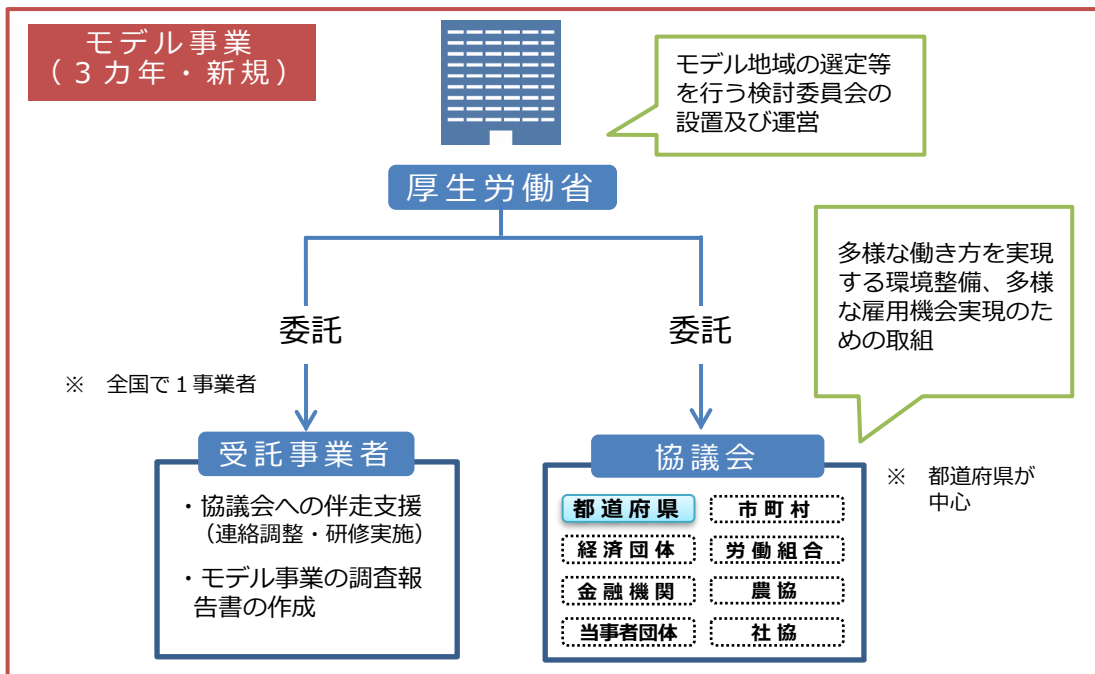 モデル事業
（３カ年・新規）
モデル地域の選定等
を行う検討委員会の
設置及び運営
厚生労働省
多様な働き方を実現
する環境整備、多様
な雇用機会実現のた
めの取組
委託
委託
※　全国で１事業者
受託事業者
・協議会への伴走支援
（連絡調整・研修実施）
・モデル事業の調査報
告書の作成
協議会
※　都道府県が
中心
都道府県
市町村
経済団体
労働組合
金融機関
農協
当事者団体
社協